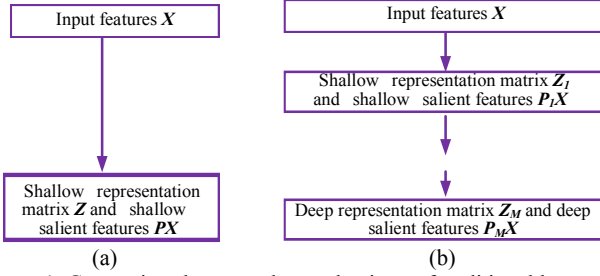 Input features X
Shallow representation
matrix Z and shallow
salient features PX
(a)
Input features X
Shallow representation matrix Z1
and shallow salient features P1X
Deep representation matrix ZM and deep
salient features PMX
(b)